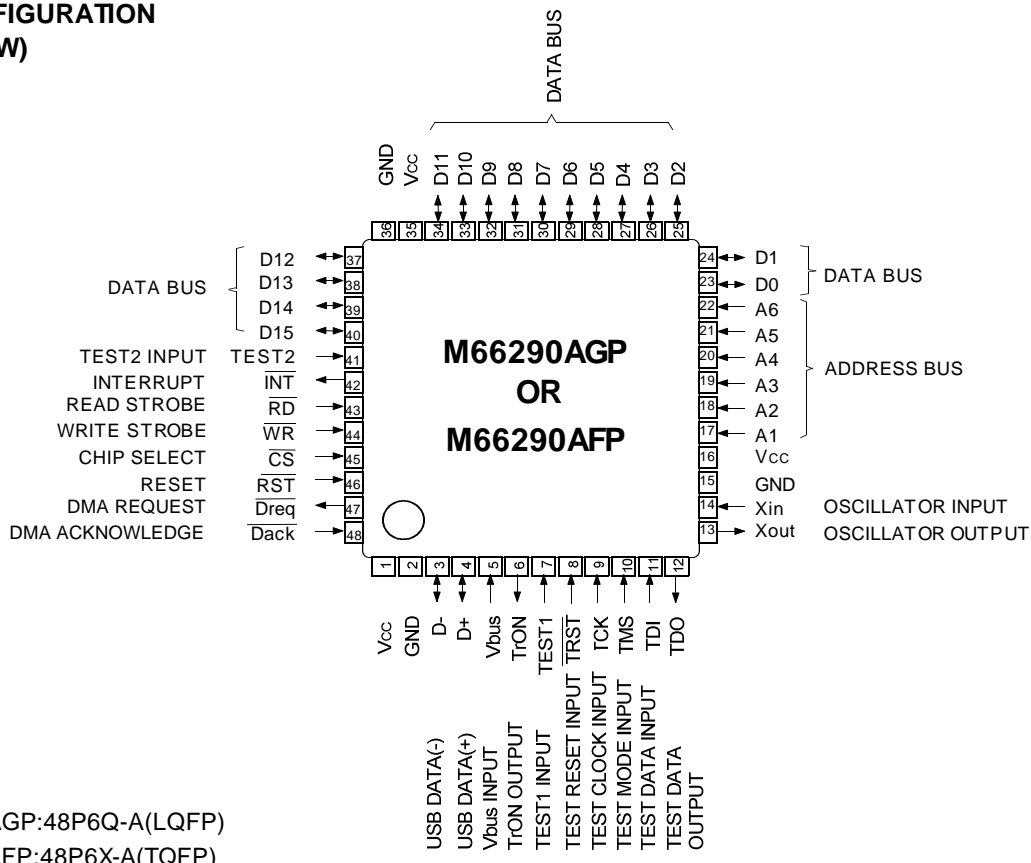 FIGURATION
W)
DATA BUS
GND
Vcc
D11
D10
D9
D8
D7
D6
D5
D4
D3
D2
36
35
34
33
32
31
30
29
28
27
26
25
DATA BUS
D12 37
D13 38
D14 39
D15 40
TEST2 INPUT TEST2 41
INTERRUPT INT 42
READ STROBE RD 43
WRITE STROBE WR 44
CHIP SELECT CS 45
RESET RST 46
DMA REQUEST Dreq 47
DMA ACKNOWLEDGE Dack 48
M66290AGP
OR
M66290AFP
24 D1
23 D0
DATA BUS
22 A6
21 A5
20 A4
19 A3
18 A2
17 A1
ADDRESS BUS
16 Vcc
15 GND
14 Xin OSCILLATOR INPUT
13 Xout OSCILLATOR OUTPUT
1
2
3
4
5
6
7
8
9
10
11
12
Vcc
GND
D-
D+
Vbus
TrON
TEST1
TRST
TCK
TMS
TDI
TDO
USB DATA(-)
USB DATA(+)
Vbus INPUT
TrON OUTPUT
TEST1 INPUT
TEST RESET INPUT
TEST CLOCK INPUT
TEST MODE INPUT
TEST DATA INPUT
TEST DATA
OUTPUT
AGP:48P6Q-A(LQFP)
AFP:48P6X-A(TQFP)